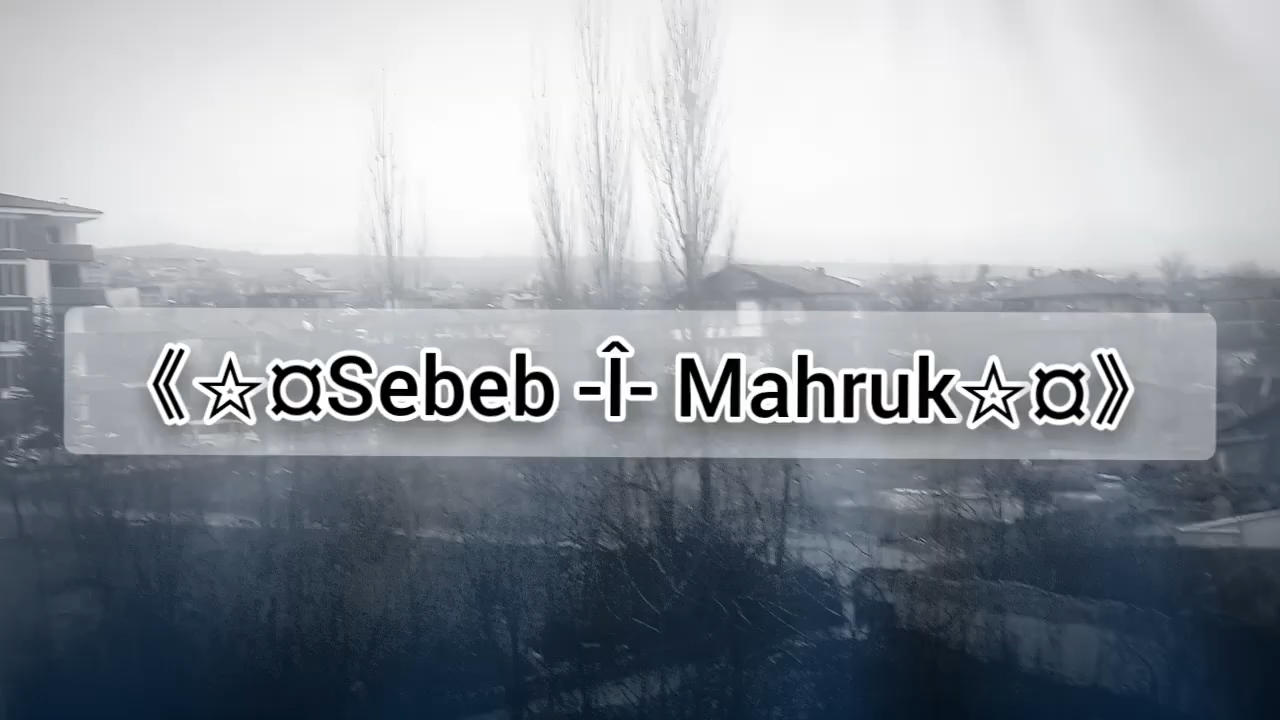 《☆¤Sebeb -Î- Mahruk☆¤》